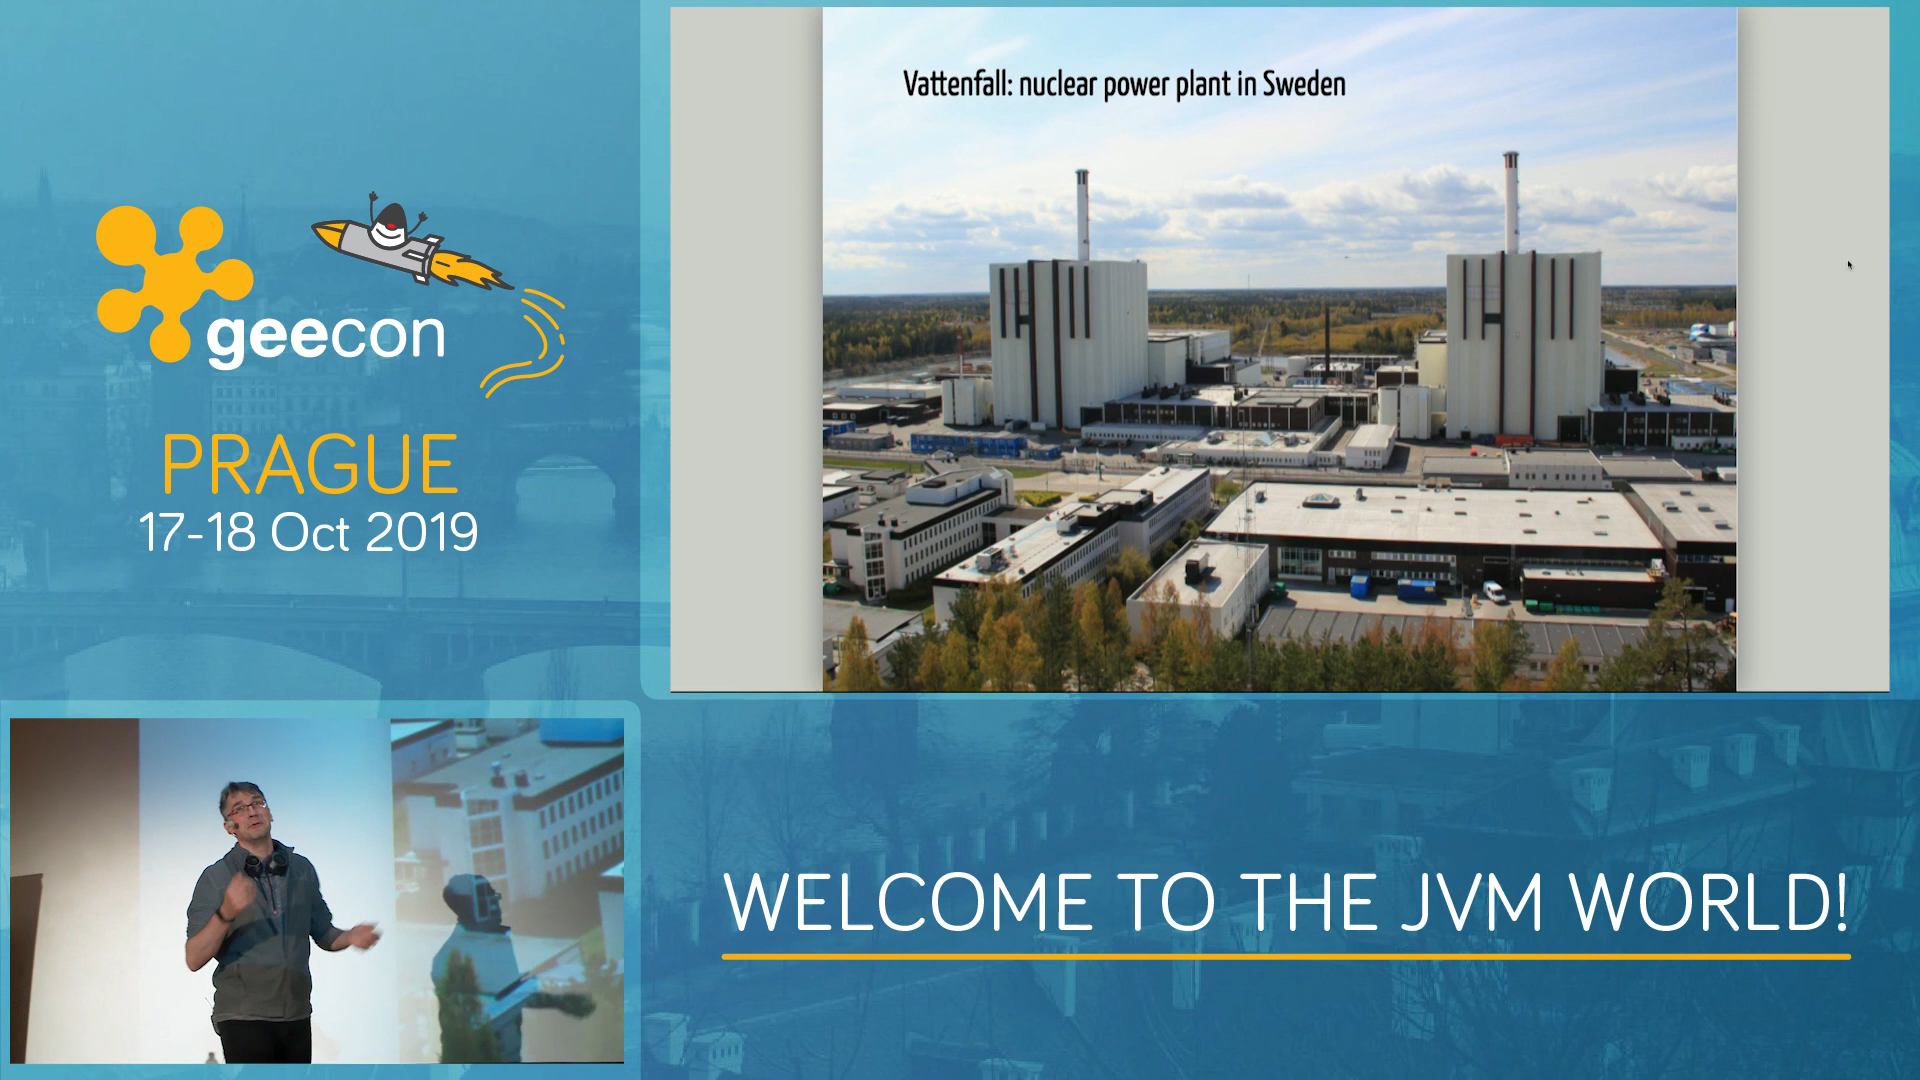 Vattenfall: nuclear power plant in Sweden
geecon
PRAGUE
17-18 Oct 2019
WELCOME TO THE JVM WORLD!